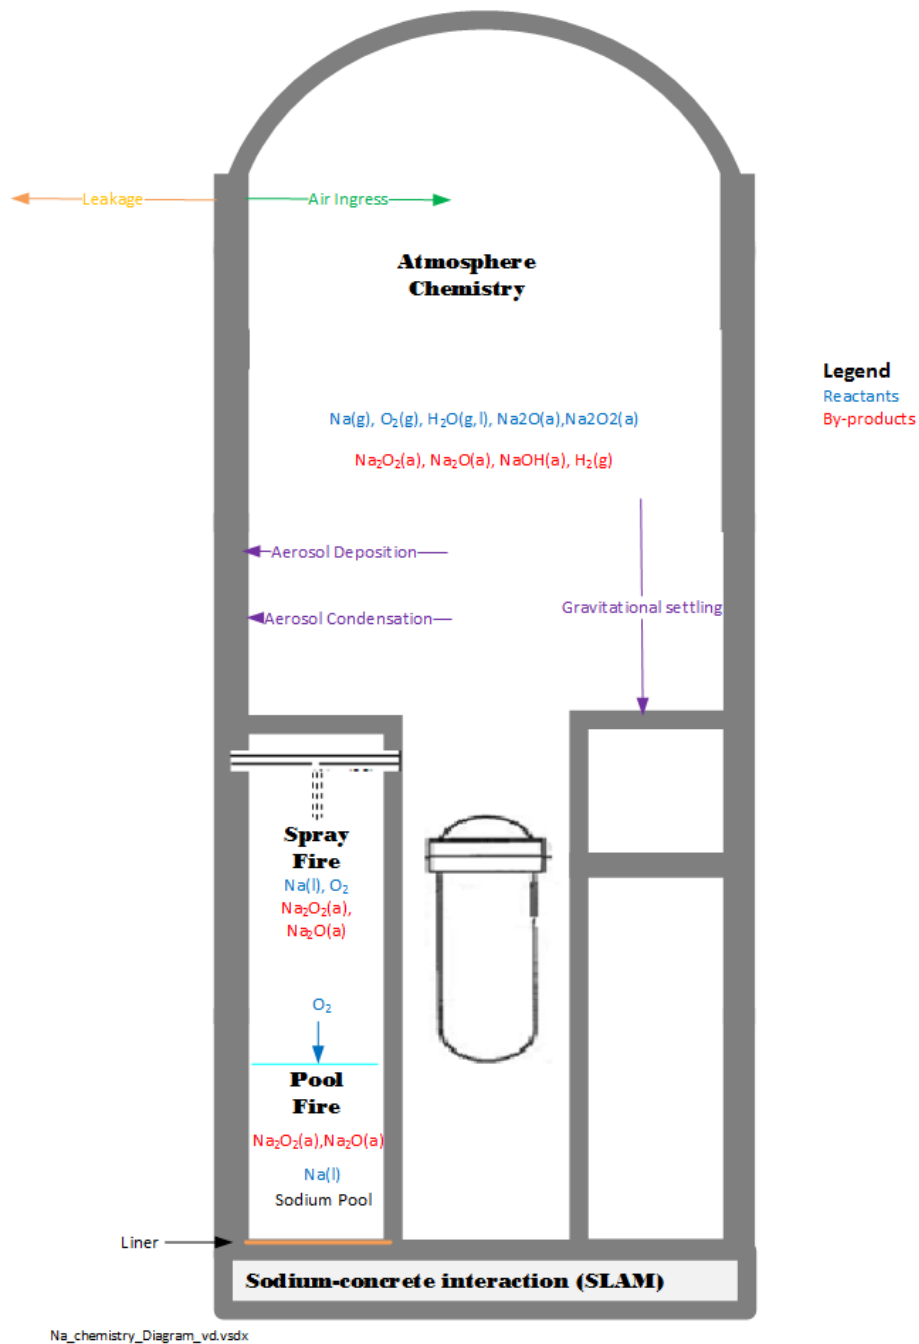 Leakage
Air Ingress
Atmosphere
Chemistry
Legend
Reactants
By-products
Na(g), O₂(g), H₂O(g,l), Na2O(a),Na2O2(a)
Na₂O₂(a), Na₂O(a), NaOH(a), H₂(g)
Aerosol Deposition
Aerosol Condensation
Gravitational settling
Spray
Fire
Na(l), O₂
Na₂O₂(a),
Na₂O(a)
O₂
Pool
Fire
Na₂O₂(a),Na₂O(a)
Na(l)
Sodium Pool
Liner
Sodium-concrete interaction (SLAM)
Na_chemistry_Diagram_vd.vsdx